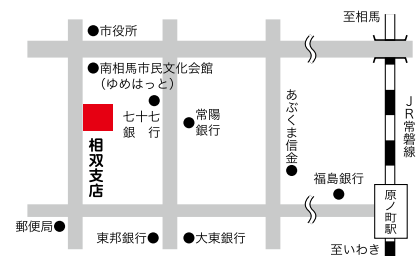 至相馬
市役所
南相馬市民文化会館
（ゆめはっと）
七十七
銀　行
常陽
銀行
相双支店
あぶくま信金
JR常磐線
福島銀行
原ノ町駅
郵便局
東邦銀行
大東銀行
至いわき